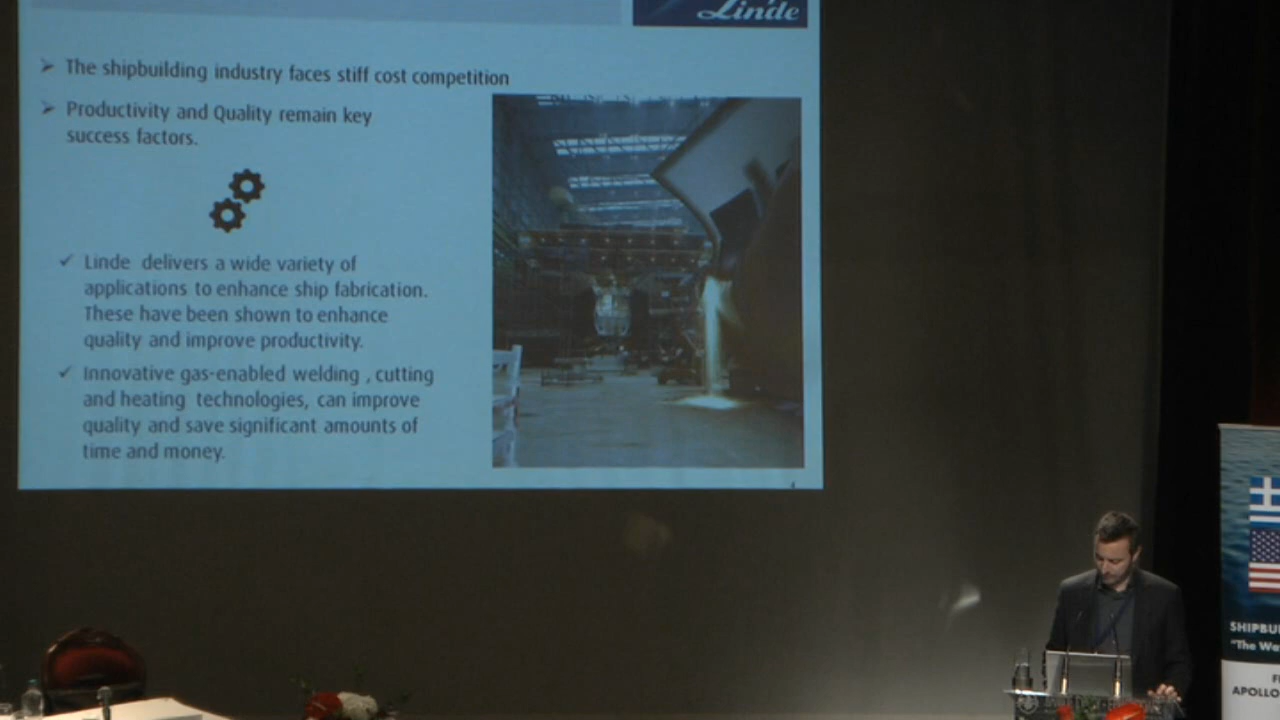 Linde
The shipbuilding industry faces stiff cost competition
Productivity and Quality remain key
success factors.
Linde delivers a wide variety of
applications to enhance ship fabrication.
These have been shown to enhance
quality and improve productivity.
Innovative gas-enabled welding , cutting
and heating technologies, can improve
quality and save significant amounts of
time and money.
4
SHIPBU
"The We
F
APOLLO